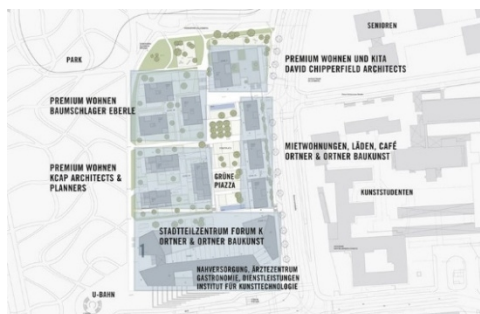 SENIOREN
PARK
PREMIUM WOHNEN UND KITA
DAVID CHIPPERFIELD ARCHITECTS
PREMIUM WOHNEN
BAUMSCHLAGER EBERLE
MIETWOHNUNGEN, LÄDEN, CAFÉ
ORTNER & ORTNER BAUKUNST
PREMIUM WOHNEN
KCAP ARCHITECTS &
PLANNERS
GRÜNE
PIAZZA
KUNSTSTUDENTEN
STADTTEILZENTRUM FORUM K
ORTNER & ORTNER BAUKUNST
NAHVERSORGUNG, ÄRZTEZENTRUM
GASTRONOMIE, DIENSTLEISTUNGEN
INSTITUT FÜR KUNSTTECHNOLOGIE
U-BAHN